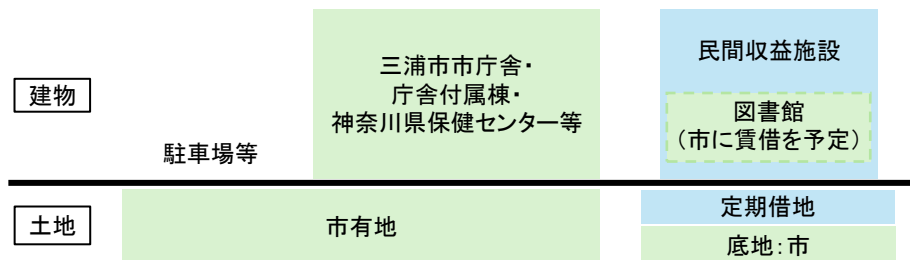 建物
駐車場等
三浦市市庁舎・
庁舎付属棟・
神奈川県保健センター等
民間収益施設
図書館
(市に賃借を予定)
土地
市有地
定期借地
底地:市